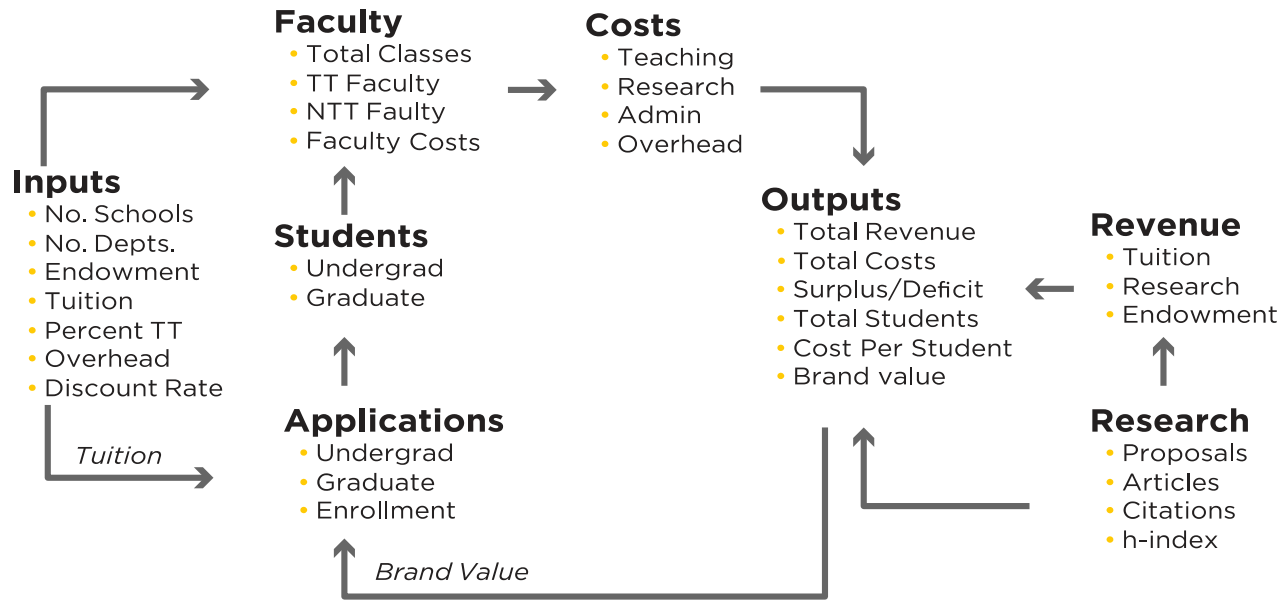 Inputs
• No. Schools
• No. Depts.
• Endowment
• Tuition
• Percent TT
• Overhead
• Discount Rate
Tuition
Faculty
• Total Classes
• TT Faculty
• NTT Faulty
• Faculty Costs
Students
• Undergrad
• Graduate
Applications
• Undergrad
• Graduate
• Enrollment
Brand Value
Costs
• Teaching
• Research
• Admin
• Overhead
Outputs
• Total Revenue
• Total Costs
• Surplus/Deficit
• Total Students
• Cost Per Student
• Brand value
Revenue
• Tuition
• Research
• Endowment
Research
• Proposals
• Articles
• Citations
• h-index